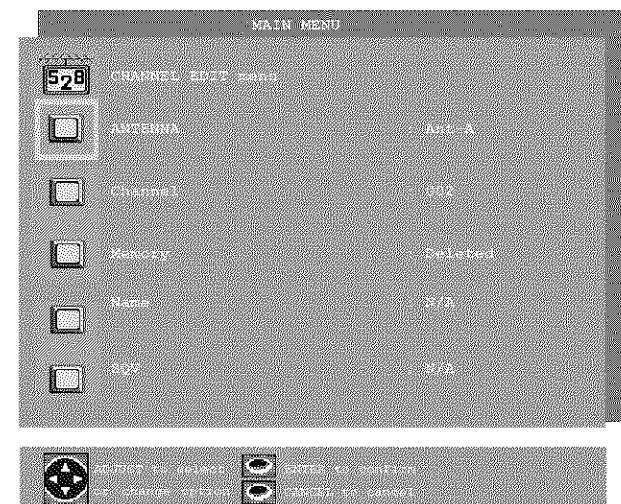 MAIN MENU
528
CHANNEL EDIT menu
ANTENNA Ant-A
Channel 002
Memory Deleted
Name N/A
SQV N/A
ADJUST to select ENTER to confirm
or change option CANCEL to cancel